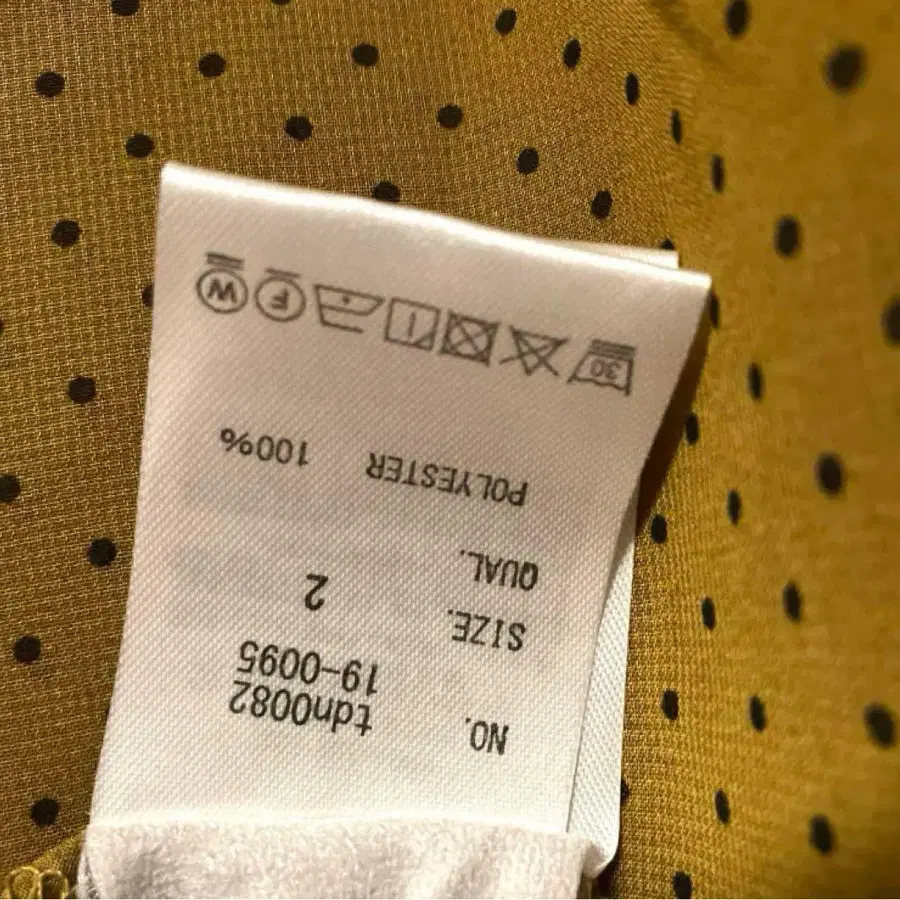 NO. tdn0082
19-0095
SIZE. 2
QUAL.
POLYESTER 100%
30
F W